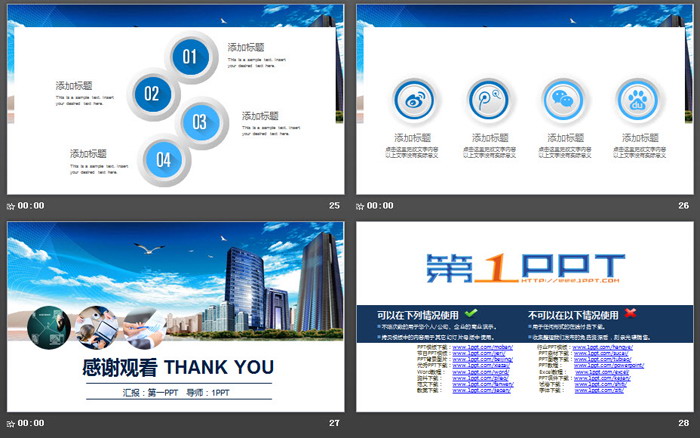 01
添加标题
This is a sample text. Insert
your desired text here.
添加标题
This is a sample text. Insert
your desired text here.
02
添加标题
This is a sample text. Insert
your desired text here.
03
添加标题
This is a sample text. Insert
your desired text here.
04
00:00
25
添加标题
点击这里更改文字内容
以上文字没有实际意义
添加标题
点击这里更改文字内容
以上文字没有实际意义
添加标题
点击这里更改文字内容
以上文字没有实际意义
du
添加标题
点击这里更改文字内容
以上文字没有实际意义
00:00
26
感谢观看 THANK YOU
汇报：第一PPT 导师：1PPT
00:00
27
第1PPT
HTTP://WWW.1PPT.COM
可以在下列情况使用
不可以在以下情况使用
PPT模板下载： www.1ppt.com/moban/
节日PPT模板： www.1ppt.com/jieri/
PPT背景图片： www.1ppt.com/beijing/
优秀PPT下载： www.1ppt.com/xiazai/
Word教程： www.1ppt.com/word/
资料下载： www.1ppt.com/ziliao/
范文下载： www.1ppt.com/fanwen/
教案下载： www.1ppt.com/jiaoan/
行业PPT模板： www.1ppt.com/hangye/
PPT素材下载： www.1ppt.com/sucai/
PPT图表下载： www.1ppt.com/tubiao/
PPT教程： www.1ppt.com/powerpoint/
Excel教程： www.1ppt.com/excel/
PPT课件下载： www.1ppt.com/kejian/
试卷下载： www.1ppt.com/shiti/
字体下载： www.1ppt.com/ziti/
00:00
28